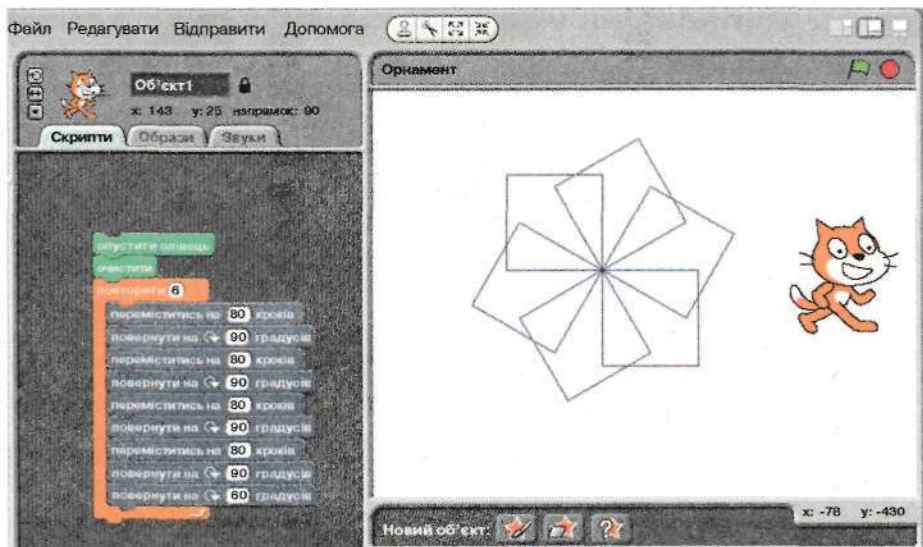 Файл Редагувати Відправити Допомога
Об'єкт1
x: 143 y: 25 напрямок: 90
Скрипти Образи Звуки
опустити олівець
очистити
повторити 6
переміститись на 80 кроків
повернути на 90 градусів
переміститись на 80 кроків
повернути на 90 градусів
переміститись на 80 кроків
повернути на 90 градусів
переміститись на 80 кроків
повернути на 90 градусів
повернути на 60 градусів
Орнамент
x: -78 y: -430
Новий об'єкт: